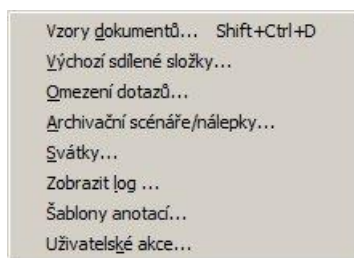 Vzory dokumentů... Shift+Ctrl+D
Výchozí sdílené složky...
Omezení dotazů...
Archivační scénáře/nálepky...
Svátky...
Zobrazit log ...
Šablony anotací...
Uživatelské akce...